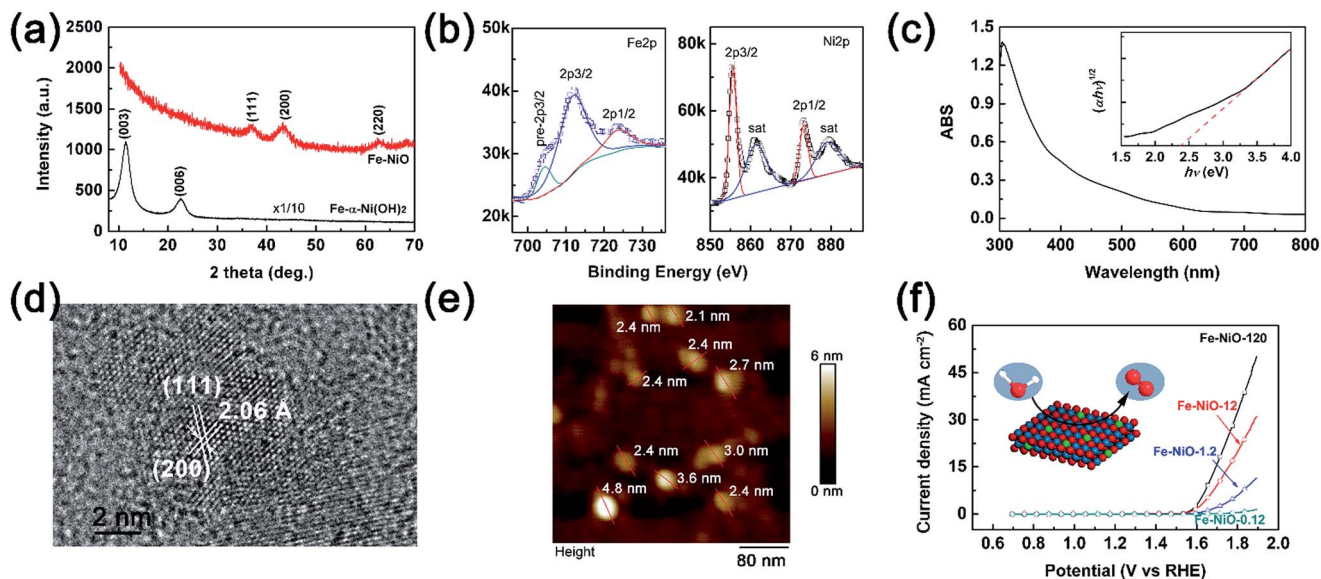 (a)
Intensity (a.u.)
2500
2000
1500
1000
500
0
(003)
(006)
(111)
(200)
(220)
Fe-NiO
x1/10
Fe-α-Ni(OH)2
10 20 30 40 50 60 70
2 theta (deg.)
(b)
60k
50k
40k
30k
20k
Fe2p
pre-2p3/2
2p3/2
2p1/2
700 710 720 730
80k
60k
40k
Ni2p
2p3/2
sat
2p1/2
sat
850 860 870 880
Binding Energy (eV)
(c)
ABS
1.5
1.2
0.9
0.6
0.3
0.0
(αhν)1/2
1.5 2.0 2.5 3.0 3.5 4.0
hν (eV)
300 400 500 600 700 800
Wavelength (nm)
(d)
(111)
2.06 Å
(200)
2 nm
(e)
2.4 nm
2.1 nm
2.4 nm
2.4 nm
2.7 nm
2.4 nm
3.0 nm
3.6 nm
4.8 nm
2.4 nm
6 nm
0 nm
Height
80 nm
(f)
Current density (mA cm-2)
60
45
30
15
0
Fe-NiO-120
Fe-NiO-12
Fe-NiO-1.2
Fe-NiO-0.12
0.6 0.8 1.0 1.2 1.4 1.6 1.8 2.0
Potential (V vs RHE)